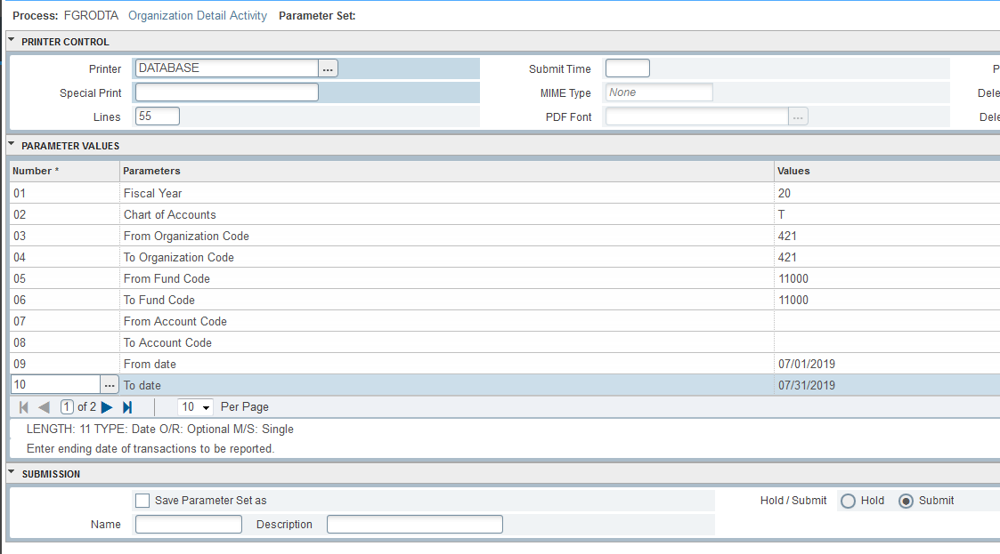 Process: FGRODTA Organization Detail Activity Parameter Set:
PRINTER CONTROL
Printer DATABASE ... Submit Time P
Special Print MIME Type None Dele
Lines 55 PDF Font ... Dele
PARAMETER VALUES
Number * Parameters Values
01 Fiscal Year 20
02 Chart of Accounts T
03 From Organization Code 421
04 To Organization Code 421
05 From Fund Code 11000
06 To Fund Code 11000
07 From Account Code
08 To Account Code
09 From date 07/01/2019
10 ... To date 07/31/2019
1 of 2 10 Per Page
LENGTH: 11 TYPE: Date O/R: Optional M/S: Single
Enter ending date of transactions to be reported.
SUBMISSION
Save Parameter Set as Hold / Submit Hold Submit
Name Description